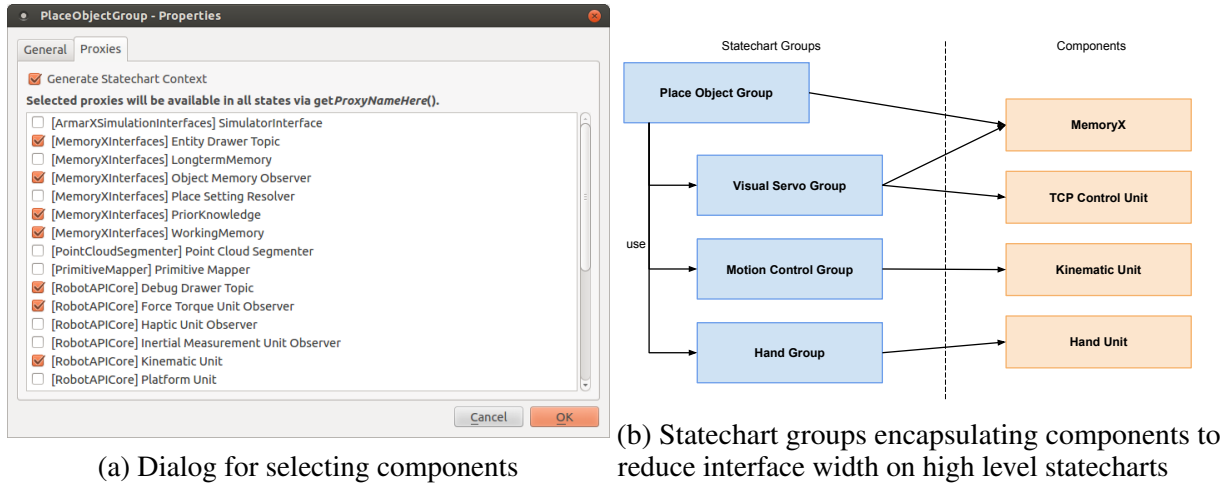 PlaceObjectGroup - Properties
General
Proxies
Generate Statechart Context
Selected proxies will be available in all states via getProxyNameHere().
[ArmarXSimulationInterfaces] SimulatorInterface
[MemoryXInterfaces] Entity Drawer Topic
[MemoryXInterfaces] LongtermMemory
[MemoryXInterfaces] Object Memory Observer
[MemoryXInterfaces] Place Setting Resolver
[MemoryXInterfaces] PriorKnowledge
[MemoryXInterfaces] WorkingMemory
[PointCloudSegmenter] Point Cloud Segmenter
[PrimitiveMapper] Primitive Mapper
[RobotAPICore] Debug Drawer Topic
[RobotAPICore] Force Torque Unit Observer
[RobotAPICore] Haptic Unit Observer
[RobotAPICore] Inertial Measurement Unit Observer
[RobotAPICore] Kinematic Unit
[RobotAPICore] Platform Unit
Cancel
OK
(a) Dialog for selecting components
Statechart Groups
Components
Place Object Group
MemoryX
Visual Servo Group
TCP Control Unit
use
Motion Control Group
Kinematic Unit
Hand Group
Hand Unit
(b) Statechart groups encapsulating components to
reduce interface width on high level statecharts